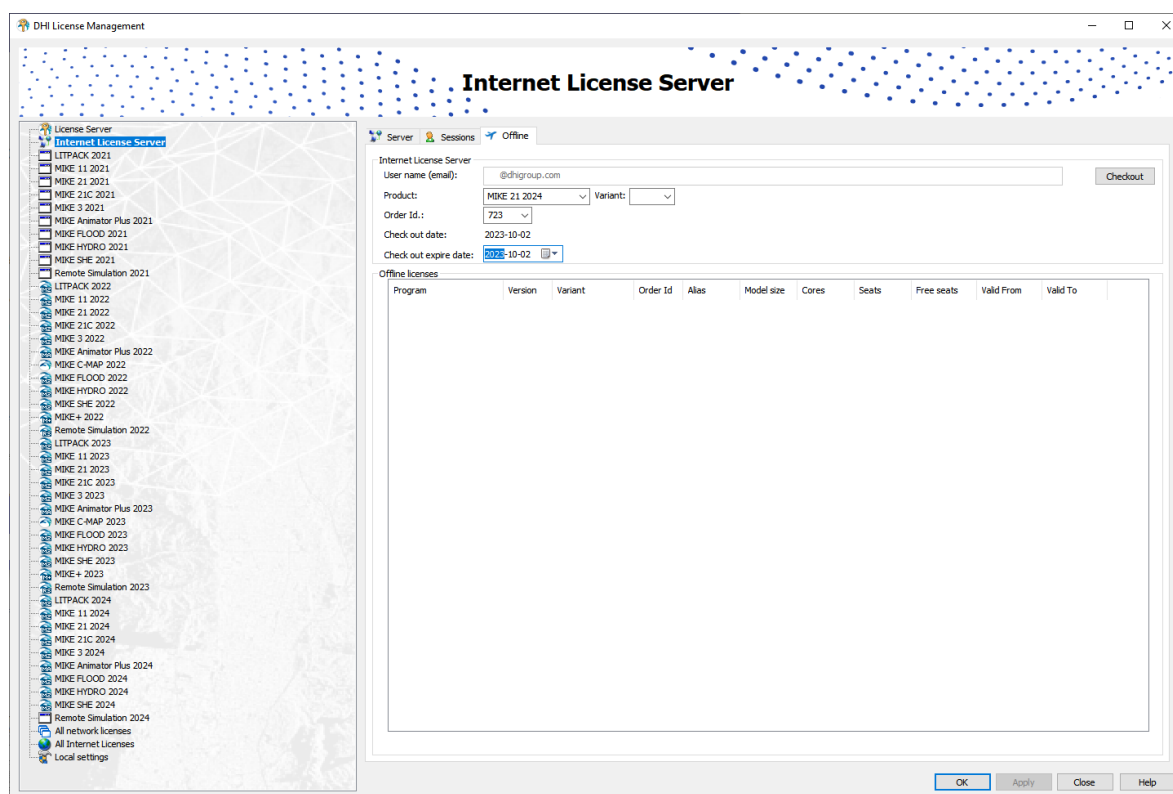 DHI License Management
Internet License Server
License Server
Internet License Server
LITPACK 2021
MIKE 11 2021
MIKE 21 2021
MIKE 21C 2021
MIKE 3 2021
MIKE Animator Plus 2021
MIKE FLOOD 2021
MIKE HYDRO 2021
MIKE SHE 2021
Remote Simulation 2021
LITPACK 2022
MIKE 11 2022
MIKE 21 2022
MIKE 21C 2022
MIKE 3 2022
MIKE Animator Plus 2022
MIKE C-MAP 2022
MIKE FLOOD 2022
MIKE HYDRO 2022
MIKE SHE 2022
MIKE+ 2022
Remote Simulation 2022
LITPACK 2023
MIKE 11 2023
MIKE 21 2023
MIKE 21C 2023
MIKE 3 2023
MIKE Animator Plus 2023
MIKE C-MAP 2023
MIKE FLOOD 2023
MIKE HYDRO 2023
MIKE SHE 2023
MIKE+ 2023
Remote Simulation 2023
LITPACK 2024
MIKE 11 2024
MIKE 21 2024
MIKE 21C 2024
MIKE 3 2024
MIKE Animator Plus 2024
MIKE FLOOD 2024
MIKE HYDRO 2024
MIKE SHE 2024
Remote Simulation 2024
All network licenses
All Internet Licenses
Local settings
Server Sessions Offline
Internet License Server
User name (email): @dhigroup.com Checkout
Product: MIKE 21 2024 Variant:
Order Id.: 723
Check out date: 2023-10-02
Check out expire date: 2023-10-02
Offline licenses
Program Version Variant Order Id Alias Model size Cores Seats Free seats Valid From Valid To
OK Apply Close Help